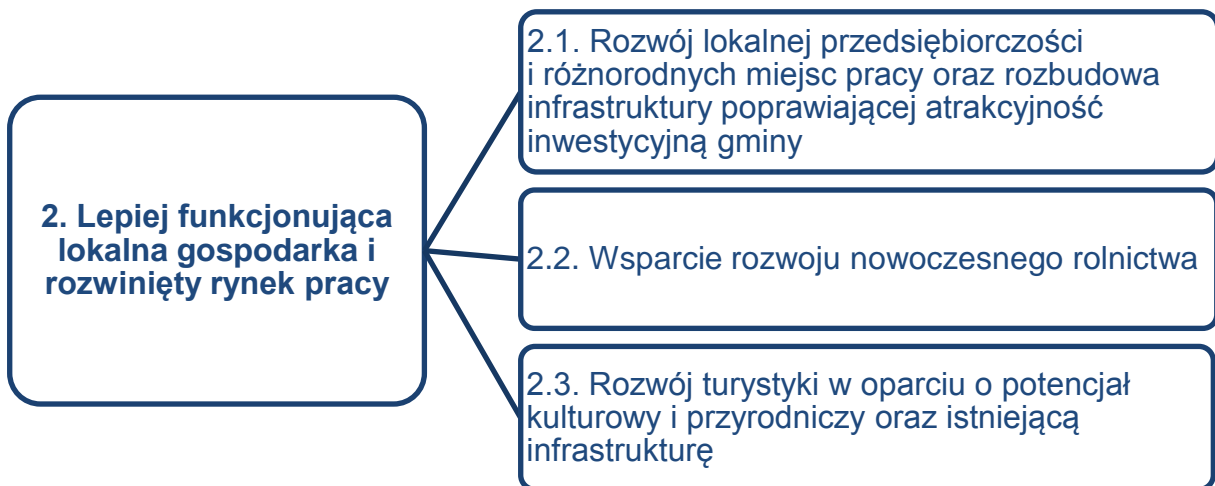 2. Lepiej funkcjonująca
lokalna gospodarka i
rozwinięty rynek pracy
2.1. Rozwój lokalnej przedsiębiorczości
i różnorodnych miejsc pracy oraz rozbudowa
infrastruktury poprawiającej atrakcyjność
inwestycyjną gminy
2.2. Wsparcie rozwoju nowoczesnego rolnictwa
2.3. Rozwój turystyki w oparciu o potencjał
kulturowy i przyrodniczy oraz istniejącą
infrastrukturę